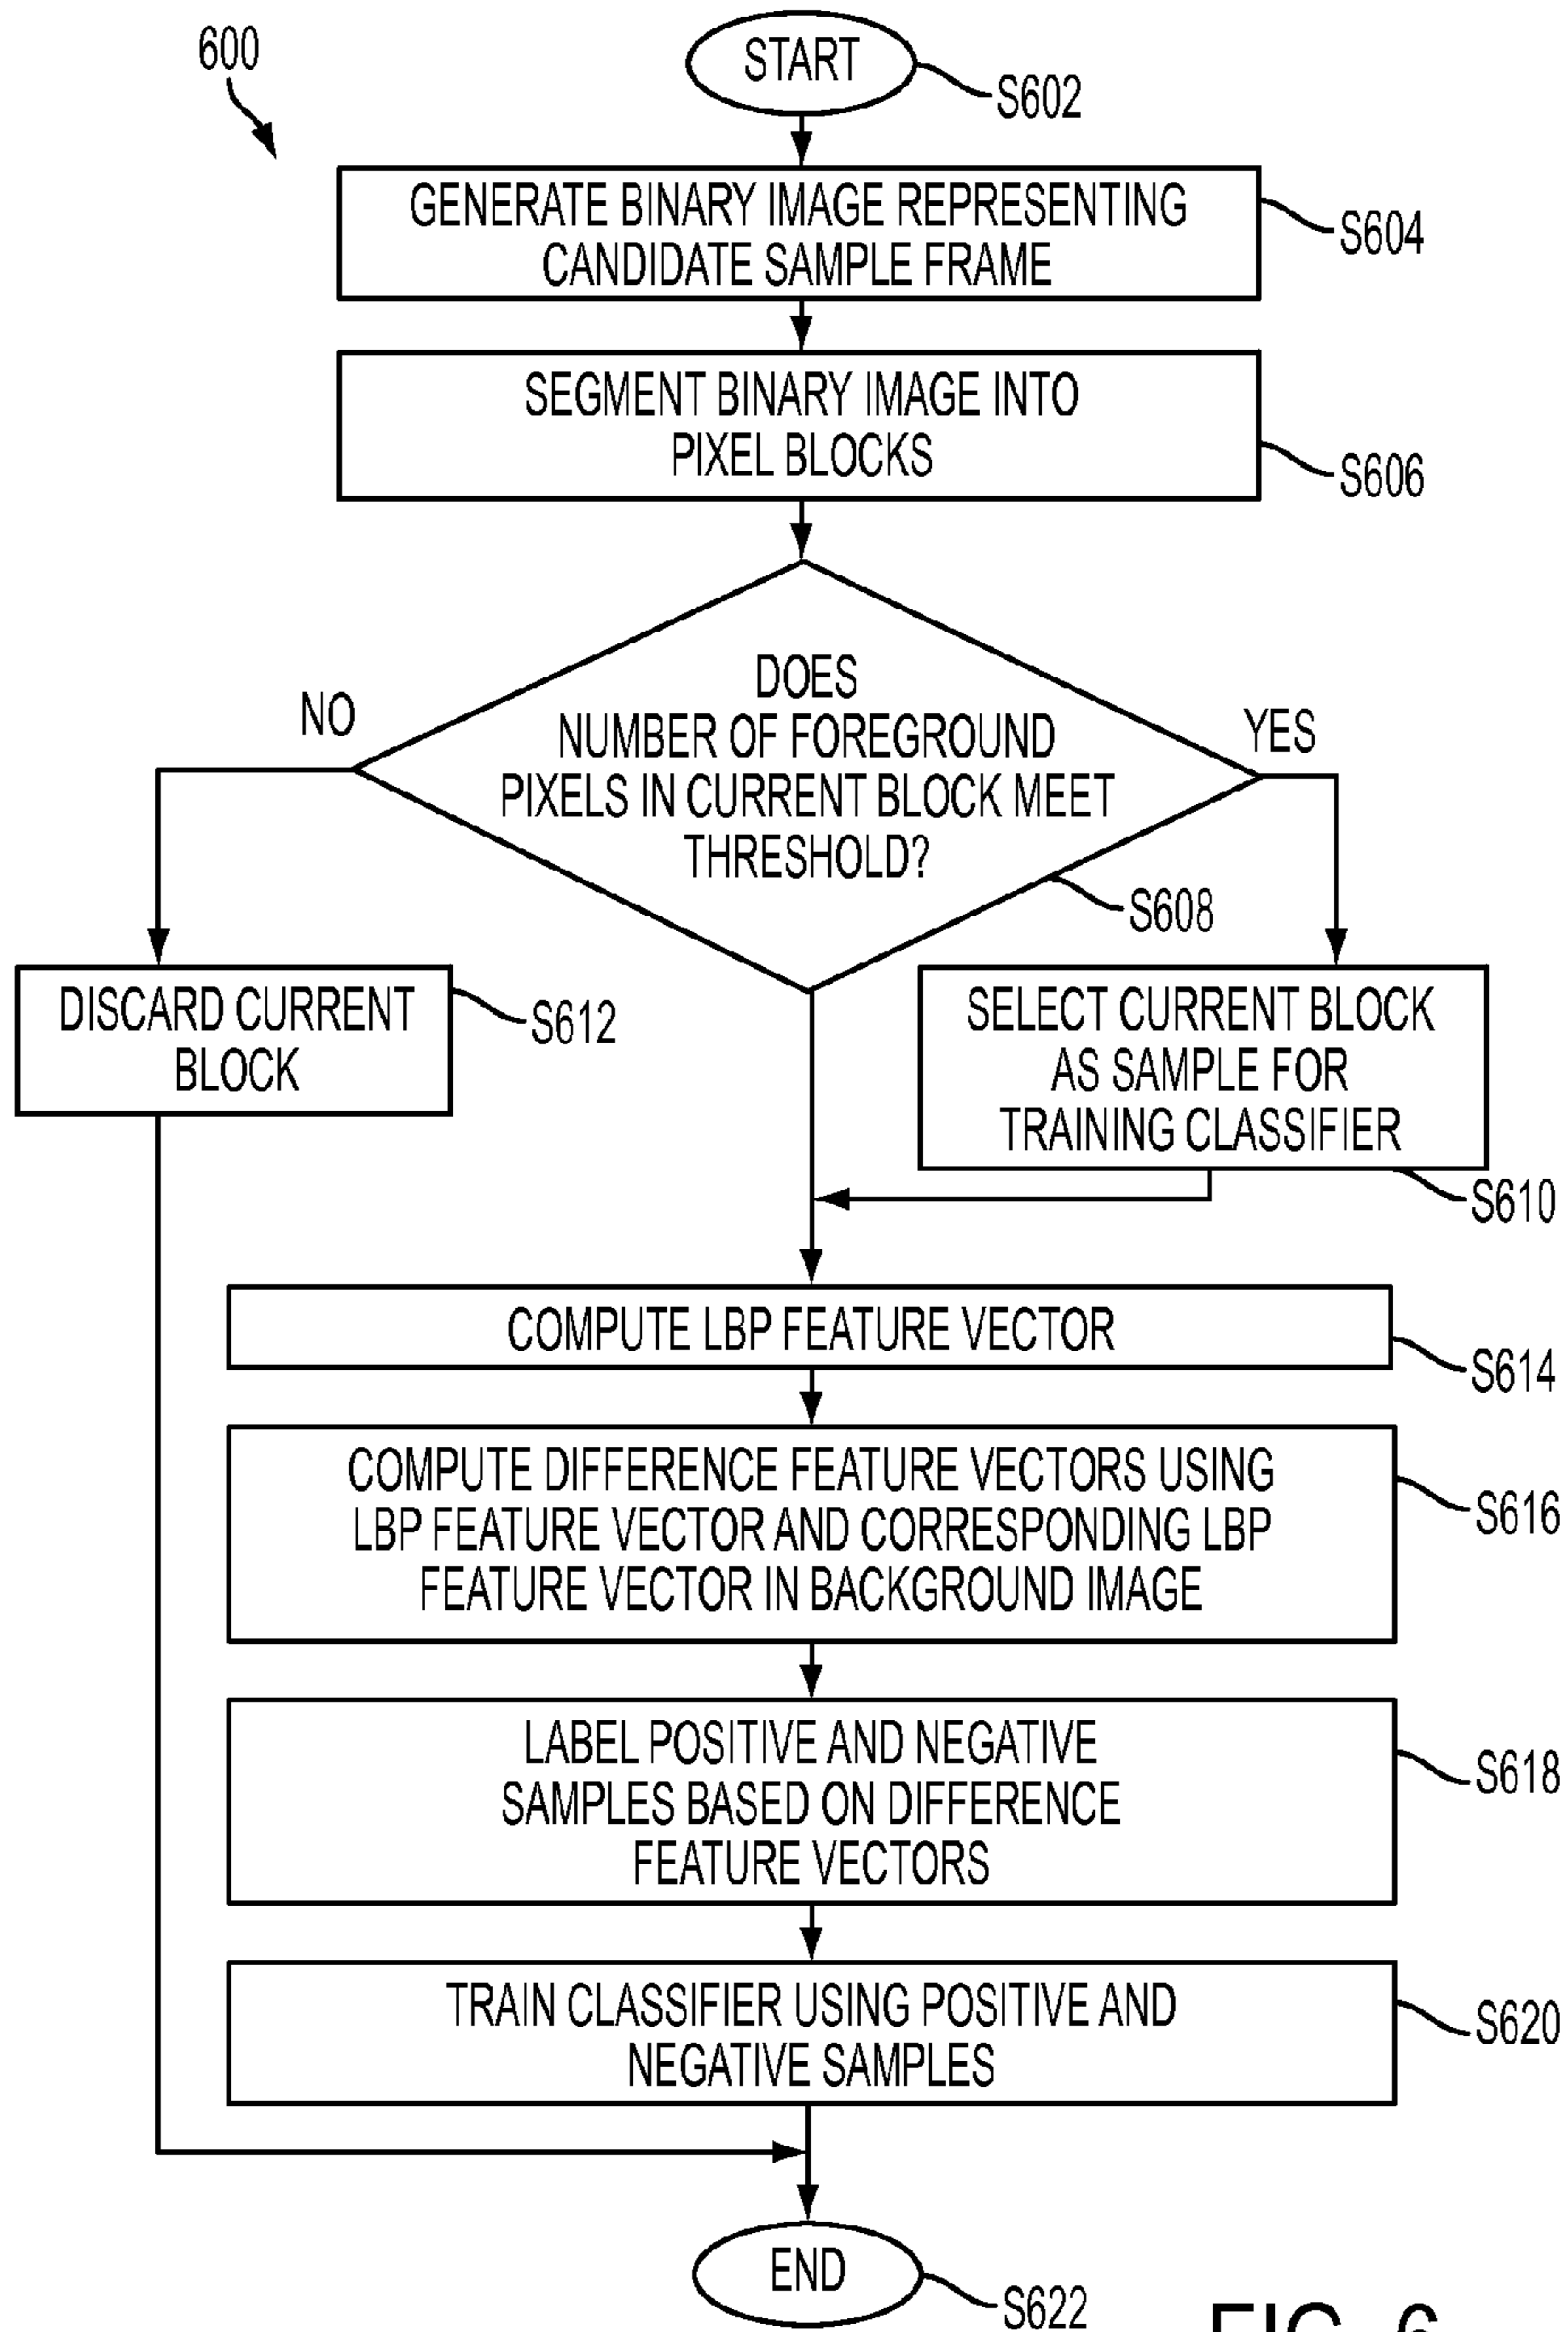 600
START
S602
GENERATE BINARY IMAGE REPRESENTING
CANDIDATE SAMPLE FRAME
S604
SEGMENT BINARY IMAGE INTO
PIXEL BLOCKS
S606
DOES
NUMBER OF FOREGROUND
PIXELS IN CURRENT BLOCK MEET
THRESHOLD?
NO
YES
S608
DISCARD CURRENT
BLOCK
S612
SELECT CURRENT BLOCK
AS SAMPLE FOR
TRAINING CLASSIFIER
S610
COMPUTE LBP FEATURE VECTOR
S614
COMPUTE DIFFERENCE FEATURE VECTORS USING
LBP FEATURE VECTOR AND CORRESPONDING LBP
FEATURE VECTOR IN BACKGROUND IMAGE
S616
LABEL POSITIVE AND NEGATIVE
SAMPLES BASED ON DIFFERENCE
FEATURE VECTORS
S618
TRAIN CLASSIFIER USING POSITIVE AND
NEGATIVE SAMPLES
S620
END
S622
FIG. 6